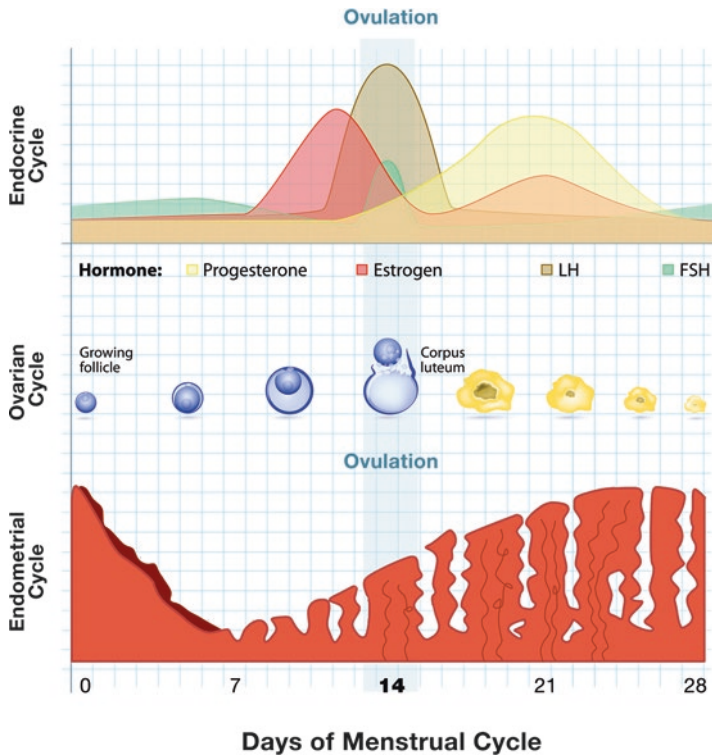 Ovulation
Endocrine
Cycle
Hormone: Progesterone Estrogen LH FSH
Growing
follicle
Corpus
luteum
Ovarian
Cycle
Ovulation
Endometrial
Cycle
0 7 14 21 28
Days of Menstrual Cycle